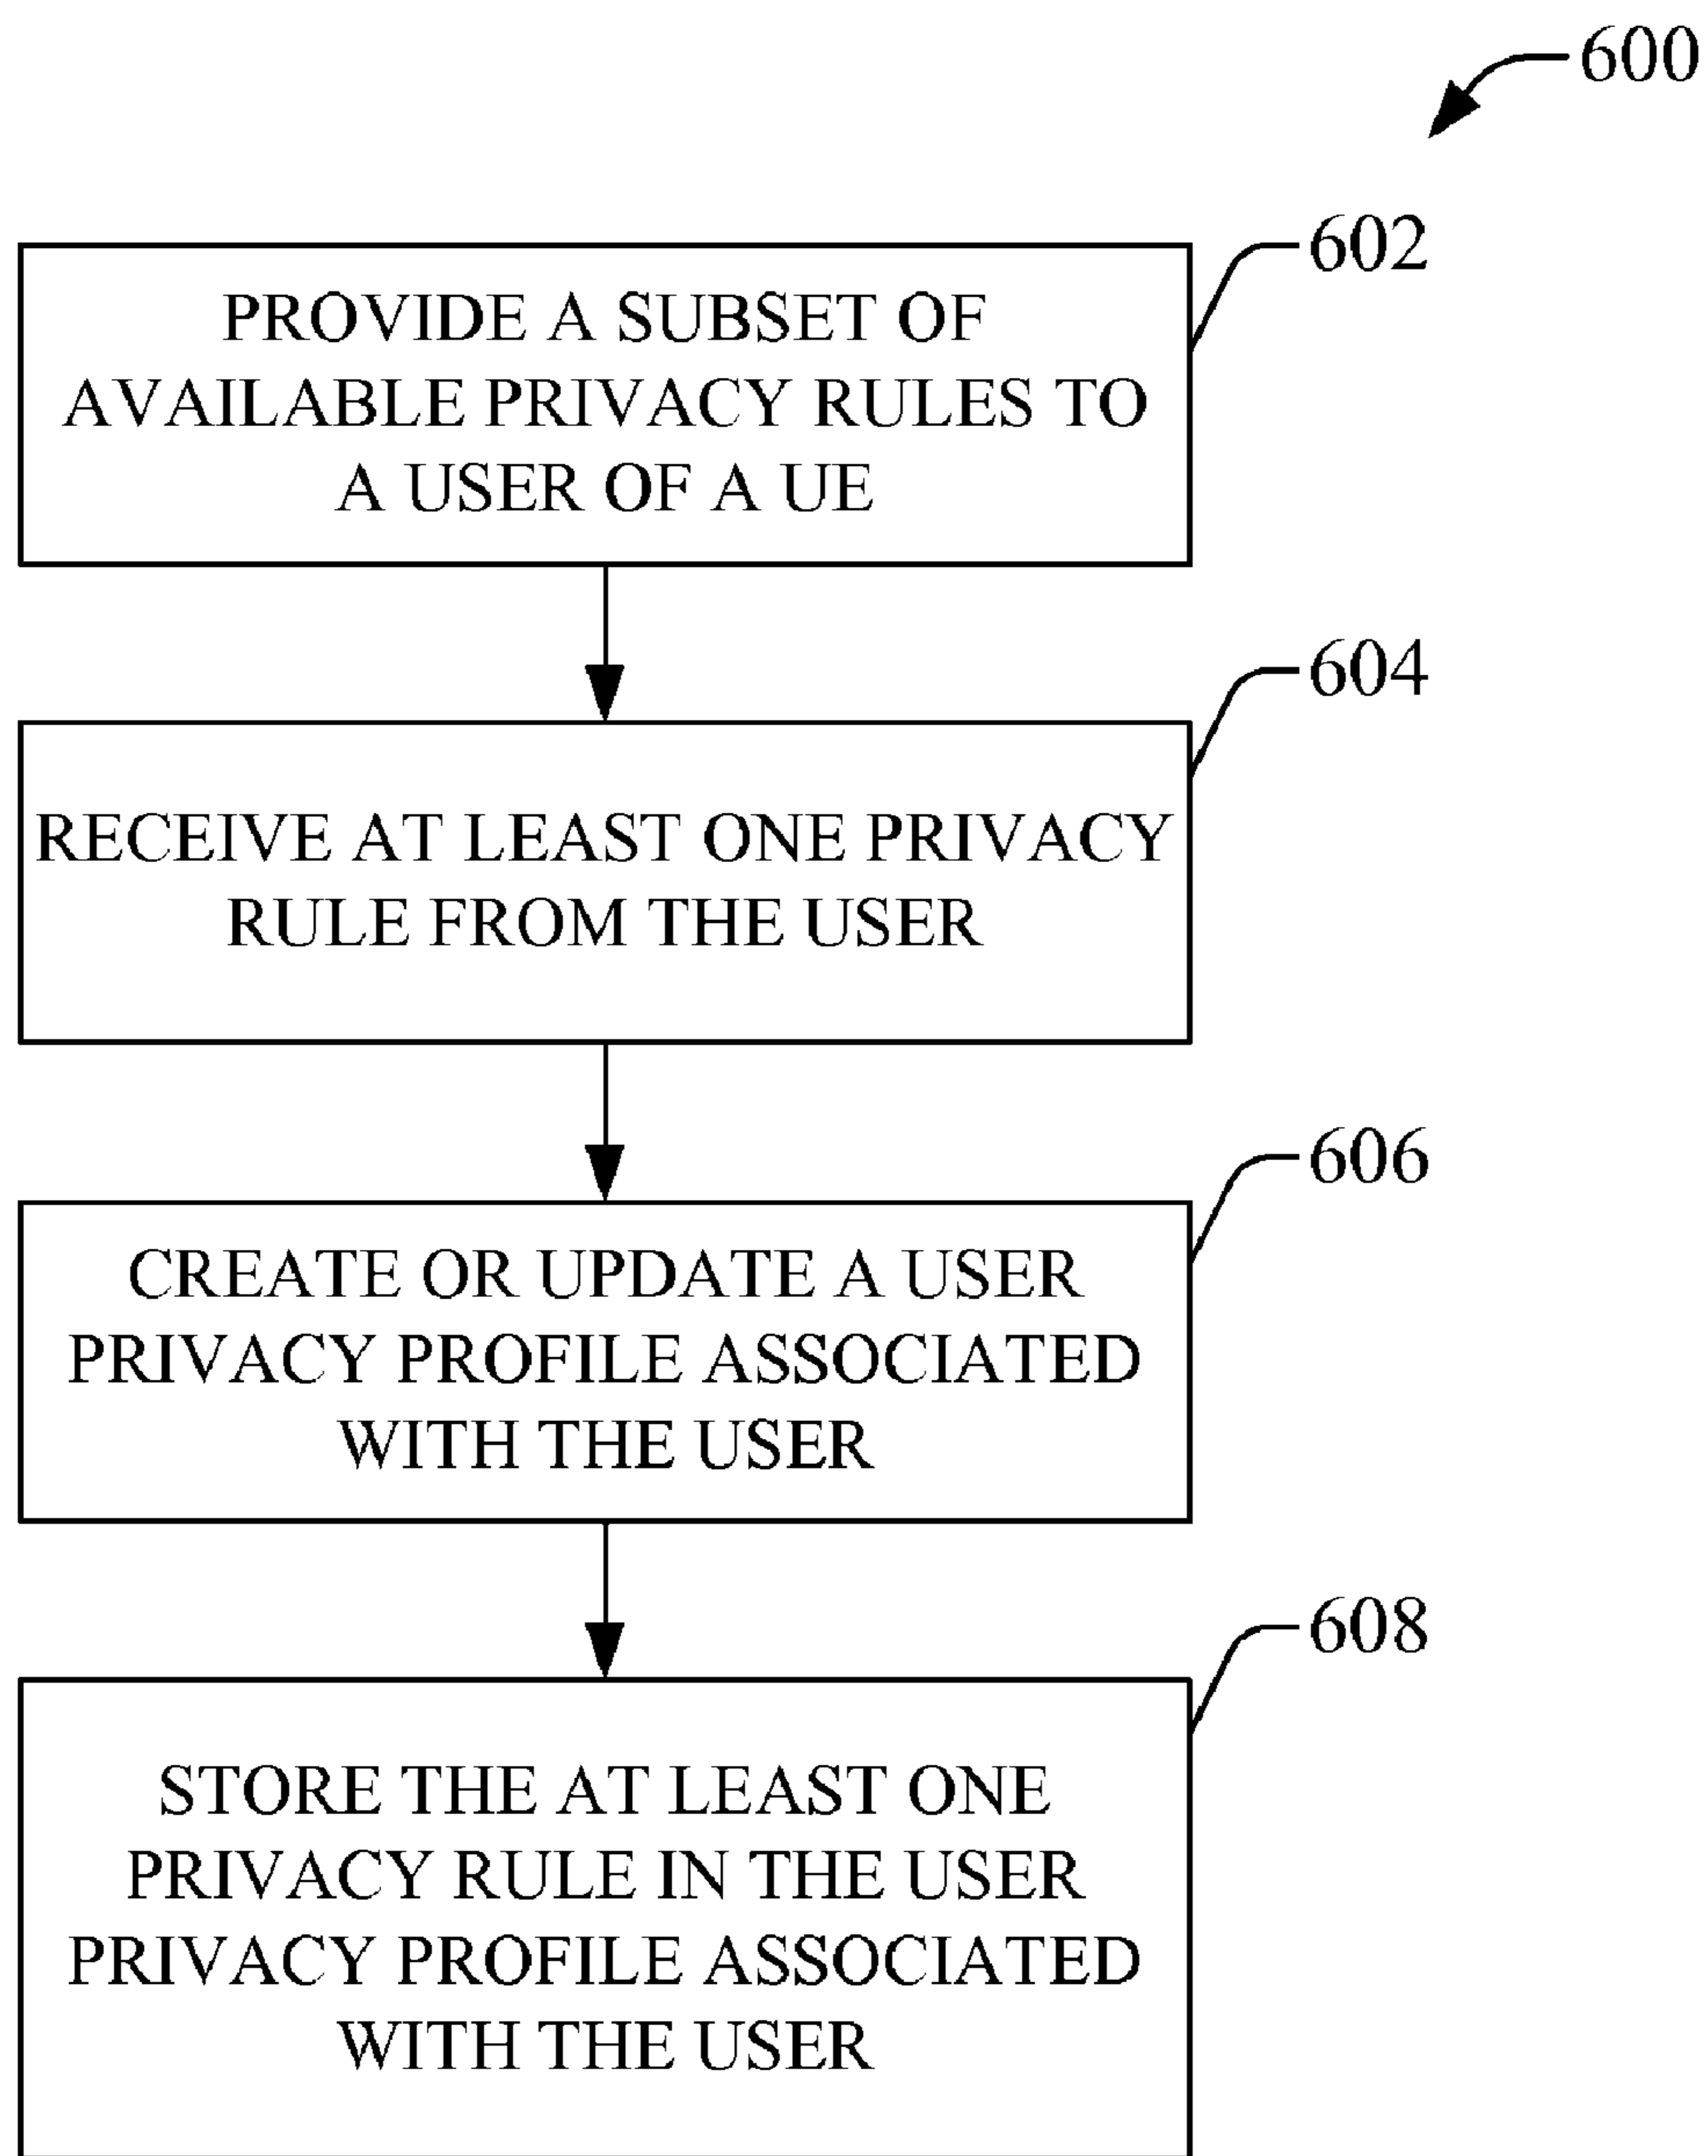 600
602
PROVIDE A SUBSET OF
AVAILABLE PRIVACY RULES TO
A USER OF A UE
604
RECEIVE AT LEAST ONE PRIVACY
RULE FROM THE USER
606
CREATE OR UPDATE A USER
PRIVACY PROFILE ASSOCIATED
WITH THE USER
608
STORE THE AT LEAST ONE
PRIVACY RULE IN THE USER
PRIVACY PROFILE ASSOCIATED
WITH THE USER